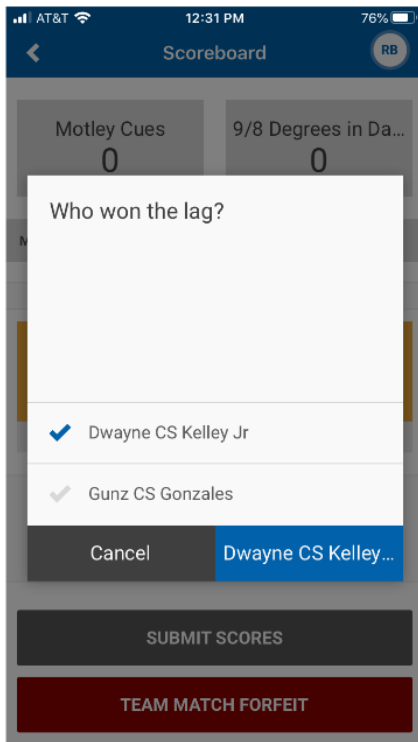 AT&T 12:31 PM 76%
Scoreboard RB
Motley Cues 9/8 Degrees in Da...
0 0
Who won the lag?
M
Dwayne CS Kelley Jr
Gunz CS Gonzales
Cancel Dwayne CS Kelley...
SUBMIT SCORES
TEAM MATCH FORFEIT